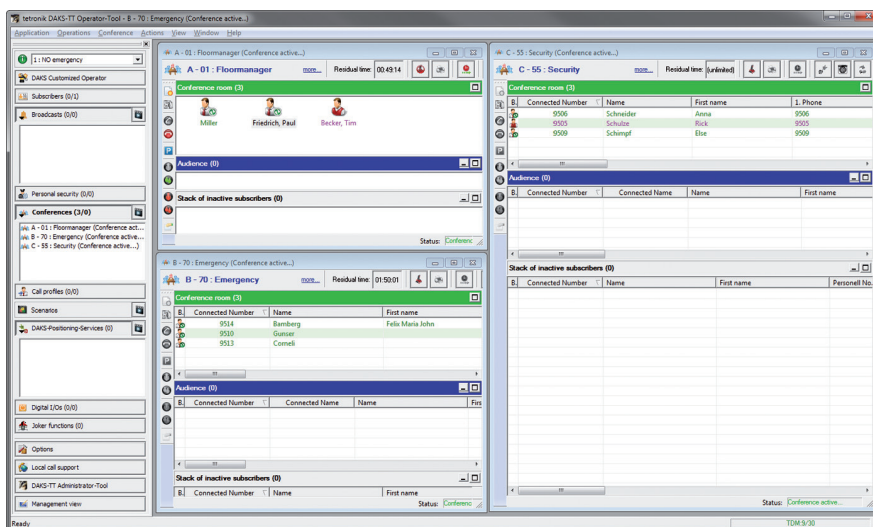 tetronik DAKS-TT Operator-Tool - B - 70 : Emergency (Conference active...)
Application Operations Conference Actions View Window Help
1 : NO emergency
DAKS Customized Operator
Subscribers (0/1)
Broadcasts (0/0)
Personal security (0/0)
Conferences (3/0)
A - 01 : Floormanager (Conference act...
B - 70 : Emergency (Conference active...
C - 55 : Security (Conference active...)
Call profiles (0/0)
Scenarios
DAKS-Positioning-Services (0)
Digital I/Os (0/0)
Joker functions (0)
Options
Local call support
DAKS-TT Administrator-Tool
Management view
Ready
A - 01 : Floormanager (Conference active...)
A - 01 : Floormanager more... Residual time: 00:49:14
Conference room (3)
Miller Friedrich, Paul Becker, Tim
Audience (0)
Stack of inactive subscribers (0)
Status: Conferenc
B - 70 : Emergency (Conference active...)
B - 70 : Emergency more... Residual time: 01:50:01
Conference room (3)
B. Connected Number Name First name
9514 Bamberg Felix Maria John
9510 Gunser
9513 Corneli
Audience (0)
B. Connected Number Connected Name Name Firs
Stack of inactive subscribers (0)
B. Connected Number Name First name
Status: Conferenc
C - 55 : Security (Conference active...)
C - 55 : Security more... Residual time: (unlimited)
Conference room (3)
B. Connected Number Name First name 1. Phone
9506 Schneider Anna 9506
9505 Schulze Rick 9505
9509 Schimpf Else 9509
Audience (0)
B. Connected Number Connected Name Name First name
Stack of inactive subscribers (0)
B. Connected Number Name First name Personell No.
Status: Conference active...
TDM:9/30